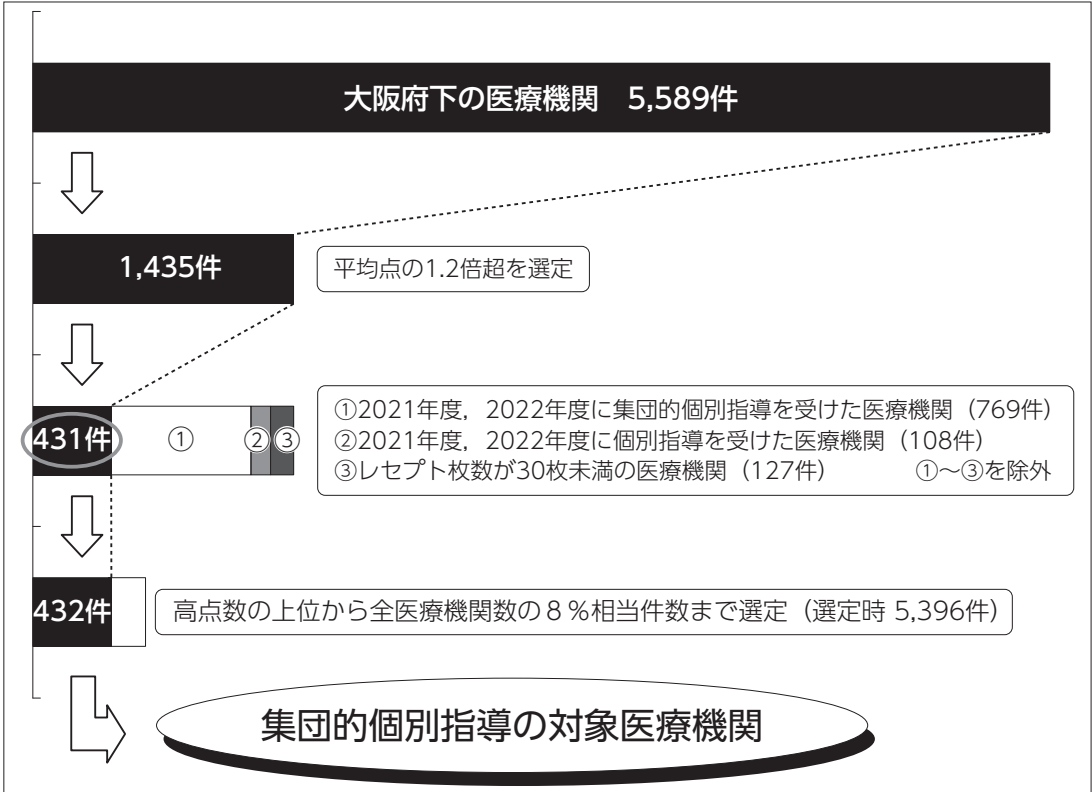 大阪府下の医療機関　5,589件
1,435件
平均点の1.2倍超を選定
431件
①
②
③
①2021年度，2022年度に集団的個別指導を受けた医療機関（769件）
②2021年度，2022年度に個別指導を受けた医療機関（108件）
③レセプト枚数が30枚未満の医療機関（127件）　　①～③を除外
432件
高点数の上位から全医療機関数の８％相当件数まで選定（選定時 5,396件）
集団的個別指導の対象医療機関